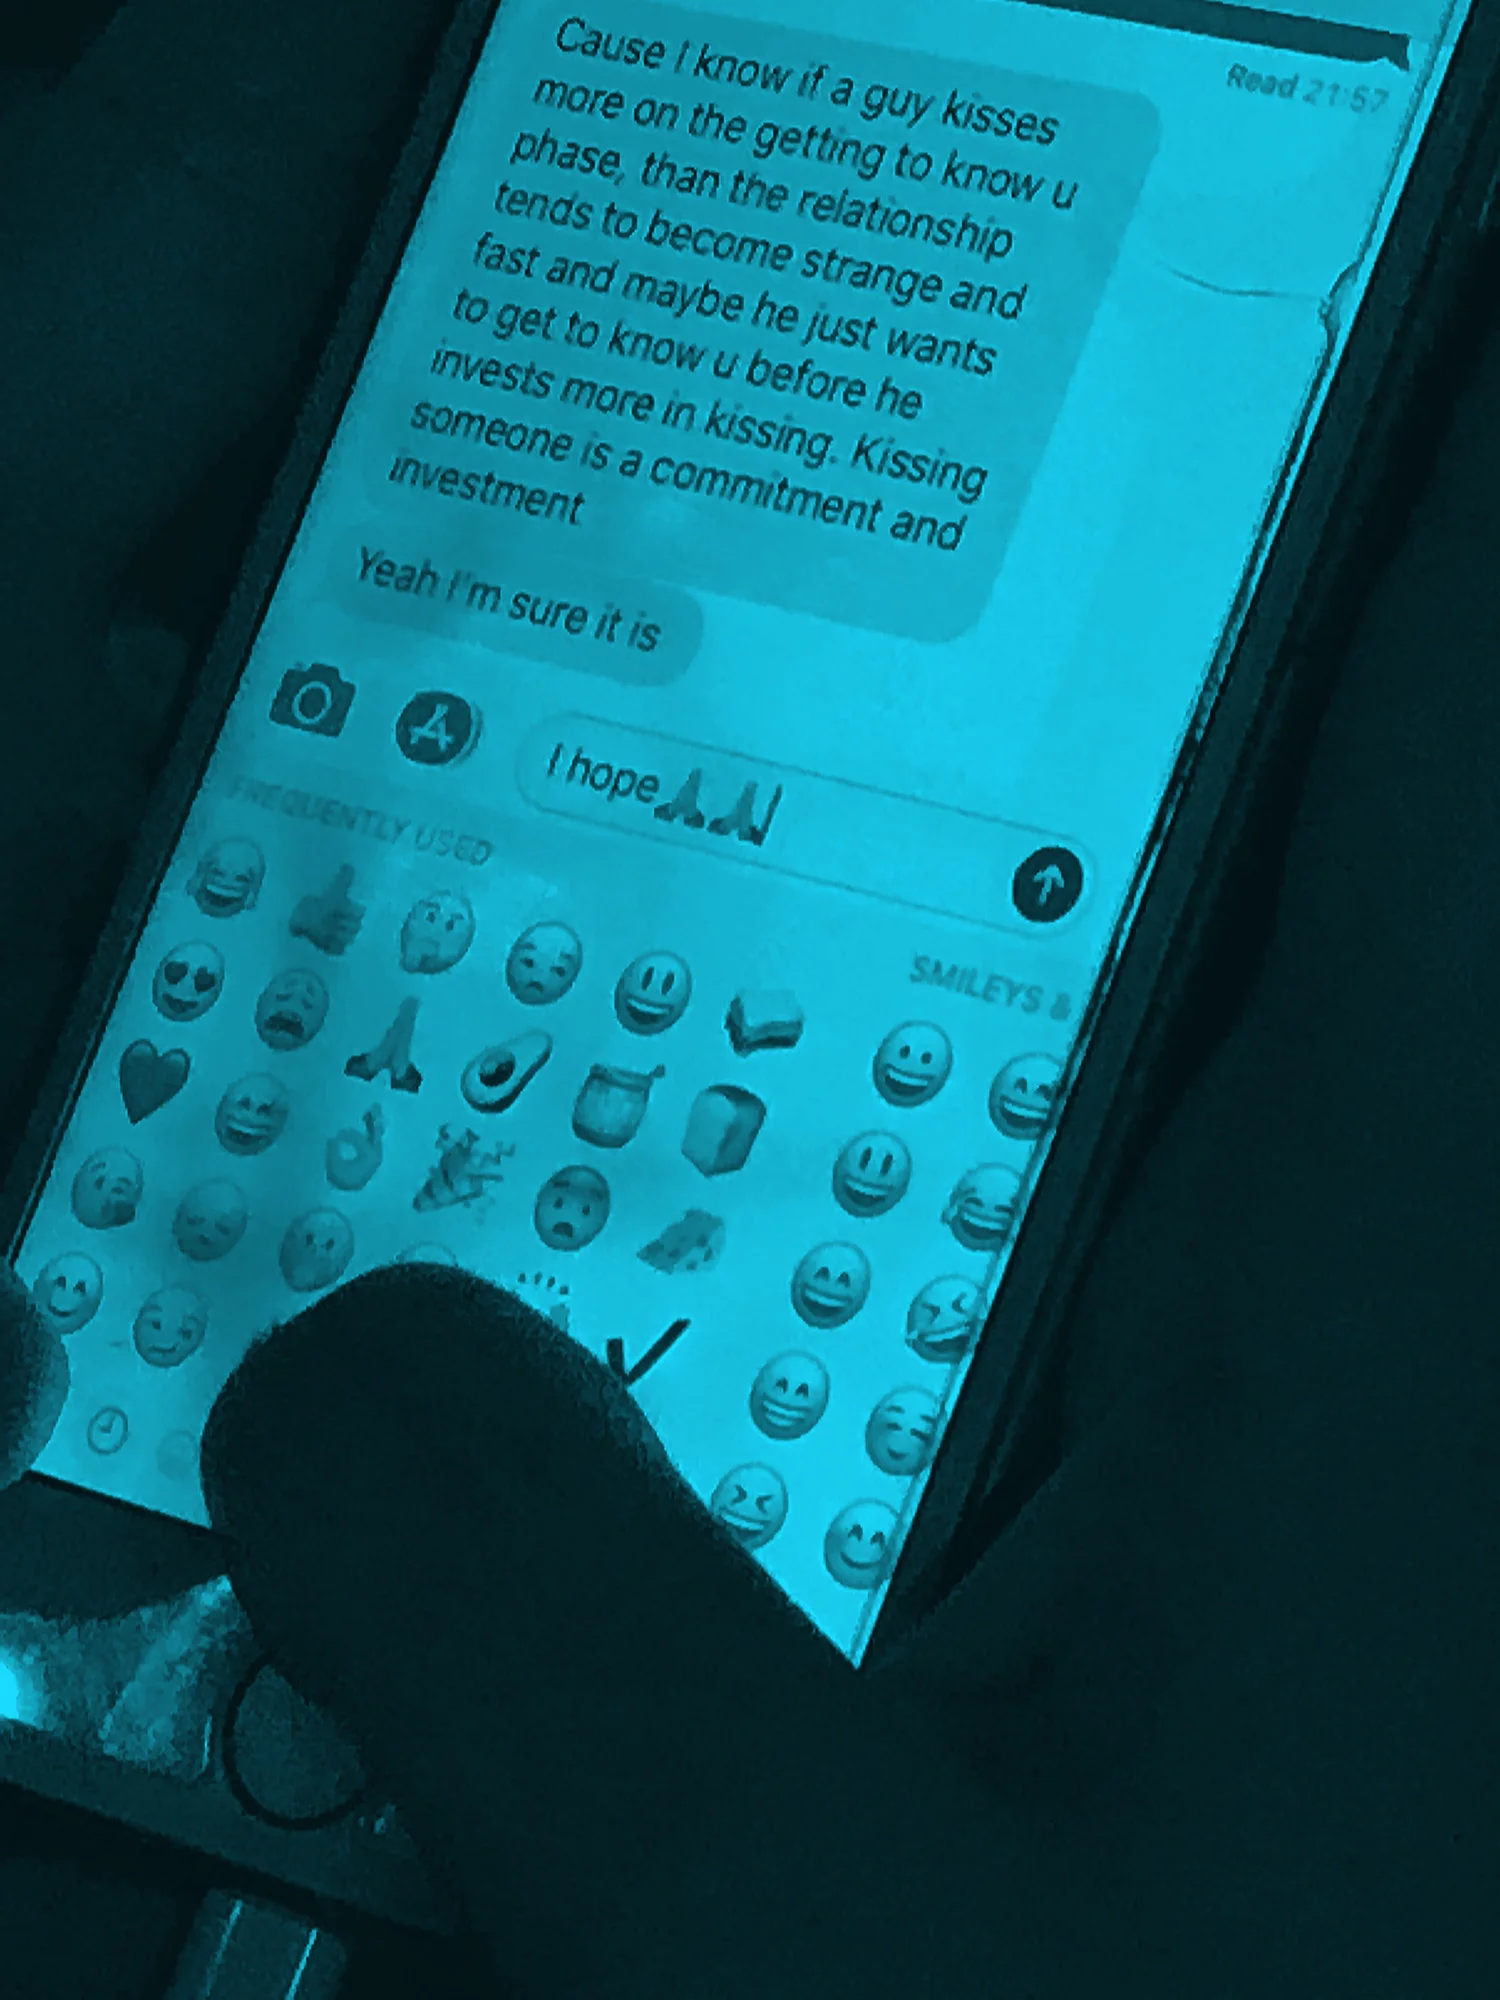 Read 21:57
Cause I know if a guy kisses
more on the getting to know u
phase, than the relationship
tends to become strange and
fast and maybe he just wants
to get to know u before he
invests more in kissing. Kissing
someone is a commitment and
investment
Yeah I'm sure it is
I hope🙏🙏
FREQUENTLY USED
SMILEYS &